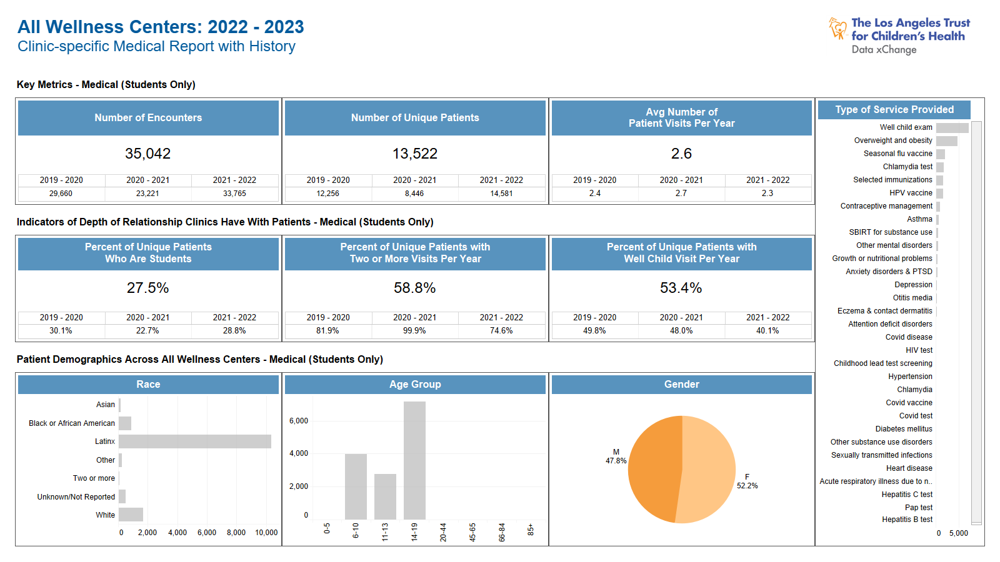 All Wellness Centers: 2022 - 2023
Clinic-specific Medical Report with History
The Los Angeles Trust
for Children's Health
Data xChange
Key Metrics - Medical (Students Only)
Number of Encounters
35,042
2019 - 2020 2020 - 2021 2021 - 2022
29,660 23,221 33,765
Number of Unique Patients
13,522
2019 - 2020 2020 - 2021 2021 - 2022
12,256 8,446 14,581
Avg Number of
Patient Visits Per Year
2.6
2019 - 2020 2020 - 2021 2021 - 2022
2.4 2.7 2.3
Indicators of Depth of Relationship Clinics Have With Patients - Medical (Students Only)
Percent of Unique Patients
Who Are Students
27.5%
2019 - 2020 2020 - 2021 2021 - 2022
30.1% 22.7% 28.8%
Percent of Unique Patients with
Two or More Visits Per Year
58.8%
2019 - 2020 2020 - 2021 2021 - 2022
81.9% 99.9% 74.6%
Percent of Unique Patients with
Well Child Visit Per Year
53.4%
2019 - 2020 2020 - 2021 2021 - 2022
49.8% 48.0% 40.1%
Patient Demographics Across All Wellness Centers - Medical (Students Only)
Race
Asian
Black or African American
Latinx
Other
Two or more
Unknown/Not Reported
White
0 2,000 4,000 6,000 8,000 10,000
Age Group
6,000
4,000
2,000
0
0-5 6-10 11-13 14-19 20-44 45-65 66-84 85+
Gender
M
47.8%
F
52.2%
Type of Service Provided
Well child exam
Overweight and obesity
Seasonal flu vaccine
Chlamydia test
Selected immunizations
HPV vaccine
Contraceptive management
Asthma
SBIRT for substance use
Other mental disorders
Growth or nutritional problems
Anxiety disorders & PTSD
Depression
Otitis media
Eczema & contact dermatitis
Attention deficit disorders
Covid disease
HIV test
Childhood lead test screening
Hypertension
Chlamydia
Covid vaccine
Covid test
Diabetes mellitus
Other substance use disorders
Sexually transmitted infections
Heart disease
Acute respiratory illness due to n..
Hepatitis C test
Pap test
Hepatitis B test
0 5,000